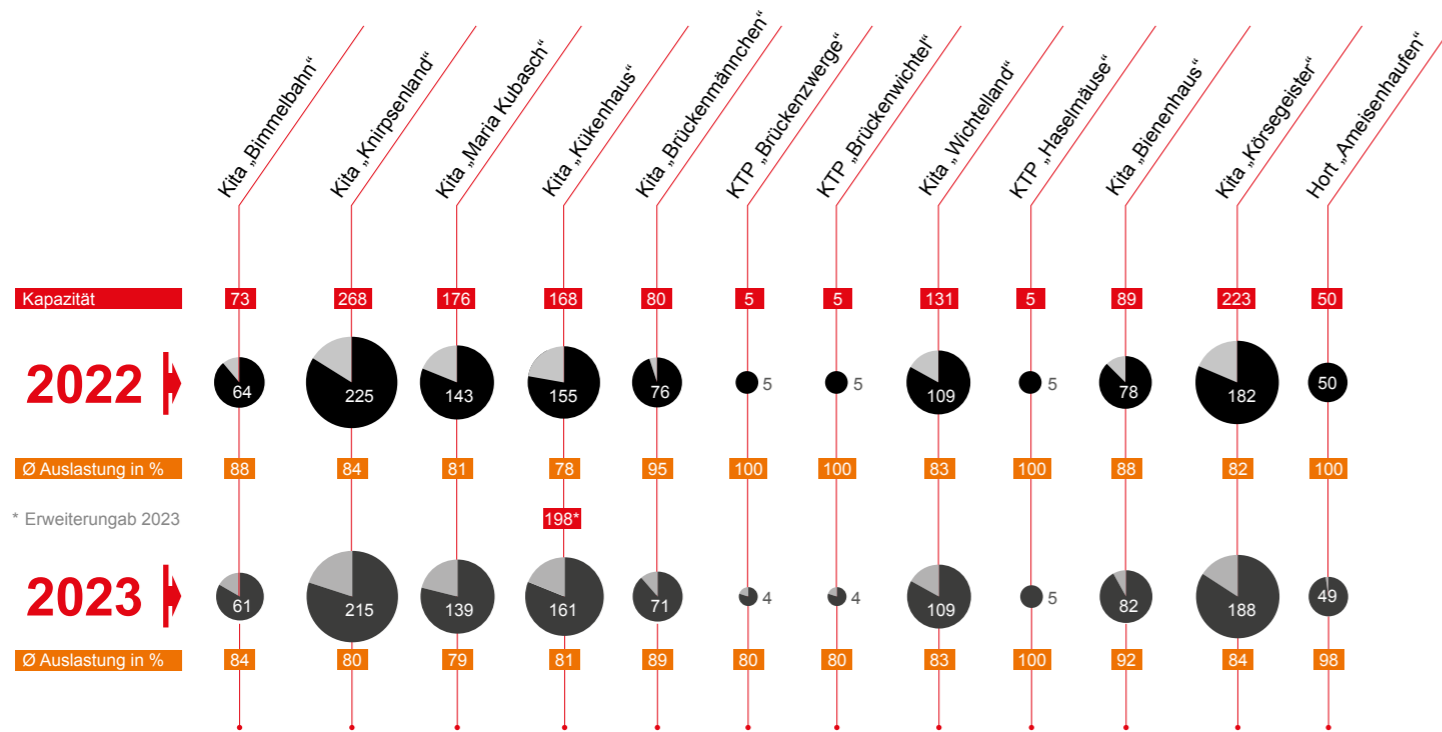 Kita „Bimmelbahn“
Kita „Knirpsenland“
Kita „Maria Kubasch“
Kita „Kükenhaus“
Kita „Brückenmännchen“
KTP „Brückenzwerge“
KTP „Brückenwichtel“
Kita „Wichtelland“
KTP „Haselmäuse“
Kita „Bienenhaus“
Kita „Körsegeister“
Hort „Ameisenhaufen“
Kapazität 73 268 176 168 80 5 5 131 5 89 223 50
2022 64 225 143 155 76 5 5 109 5 78 182 50
Ø Auslastung in % 88 84 81 78 95 100 100 83 100 88 82 100
* Erweiterungab 2023 198*
2023 61 215 139 161 71 4 4 109 5 82 188 49
Ø Auslastung in % 84 80 79 81 89 80 80 83 100 92 84 98